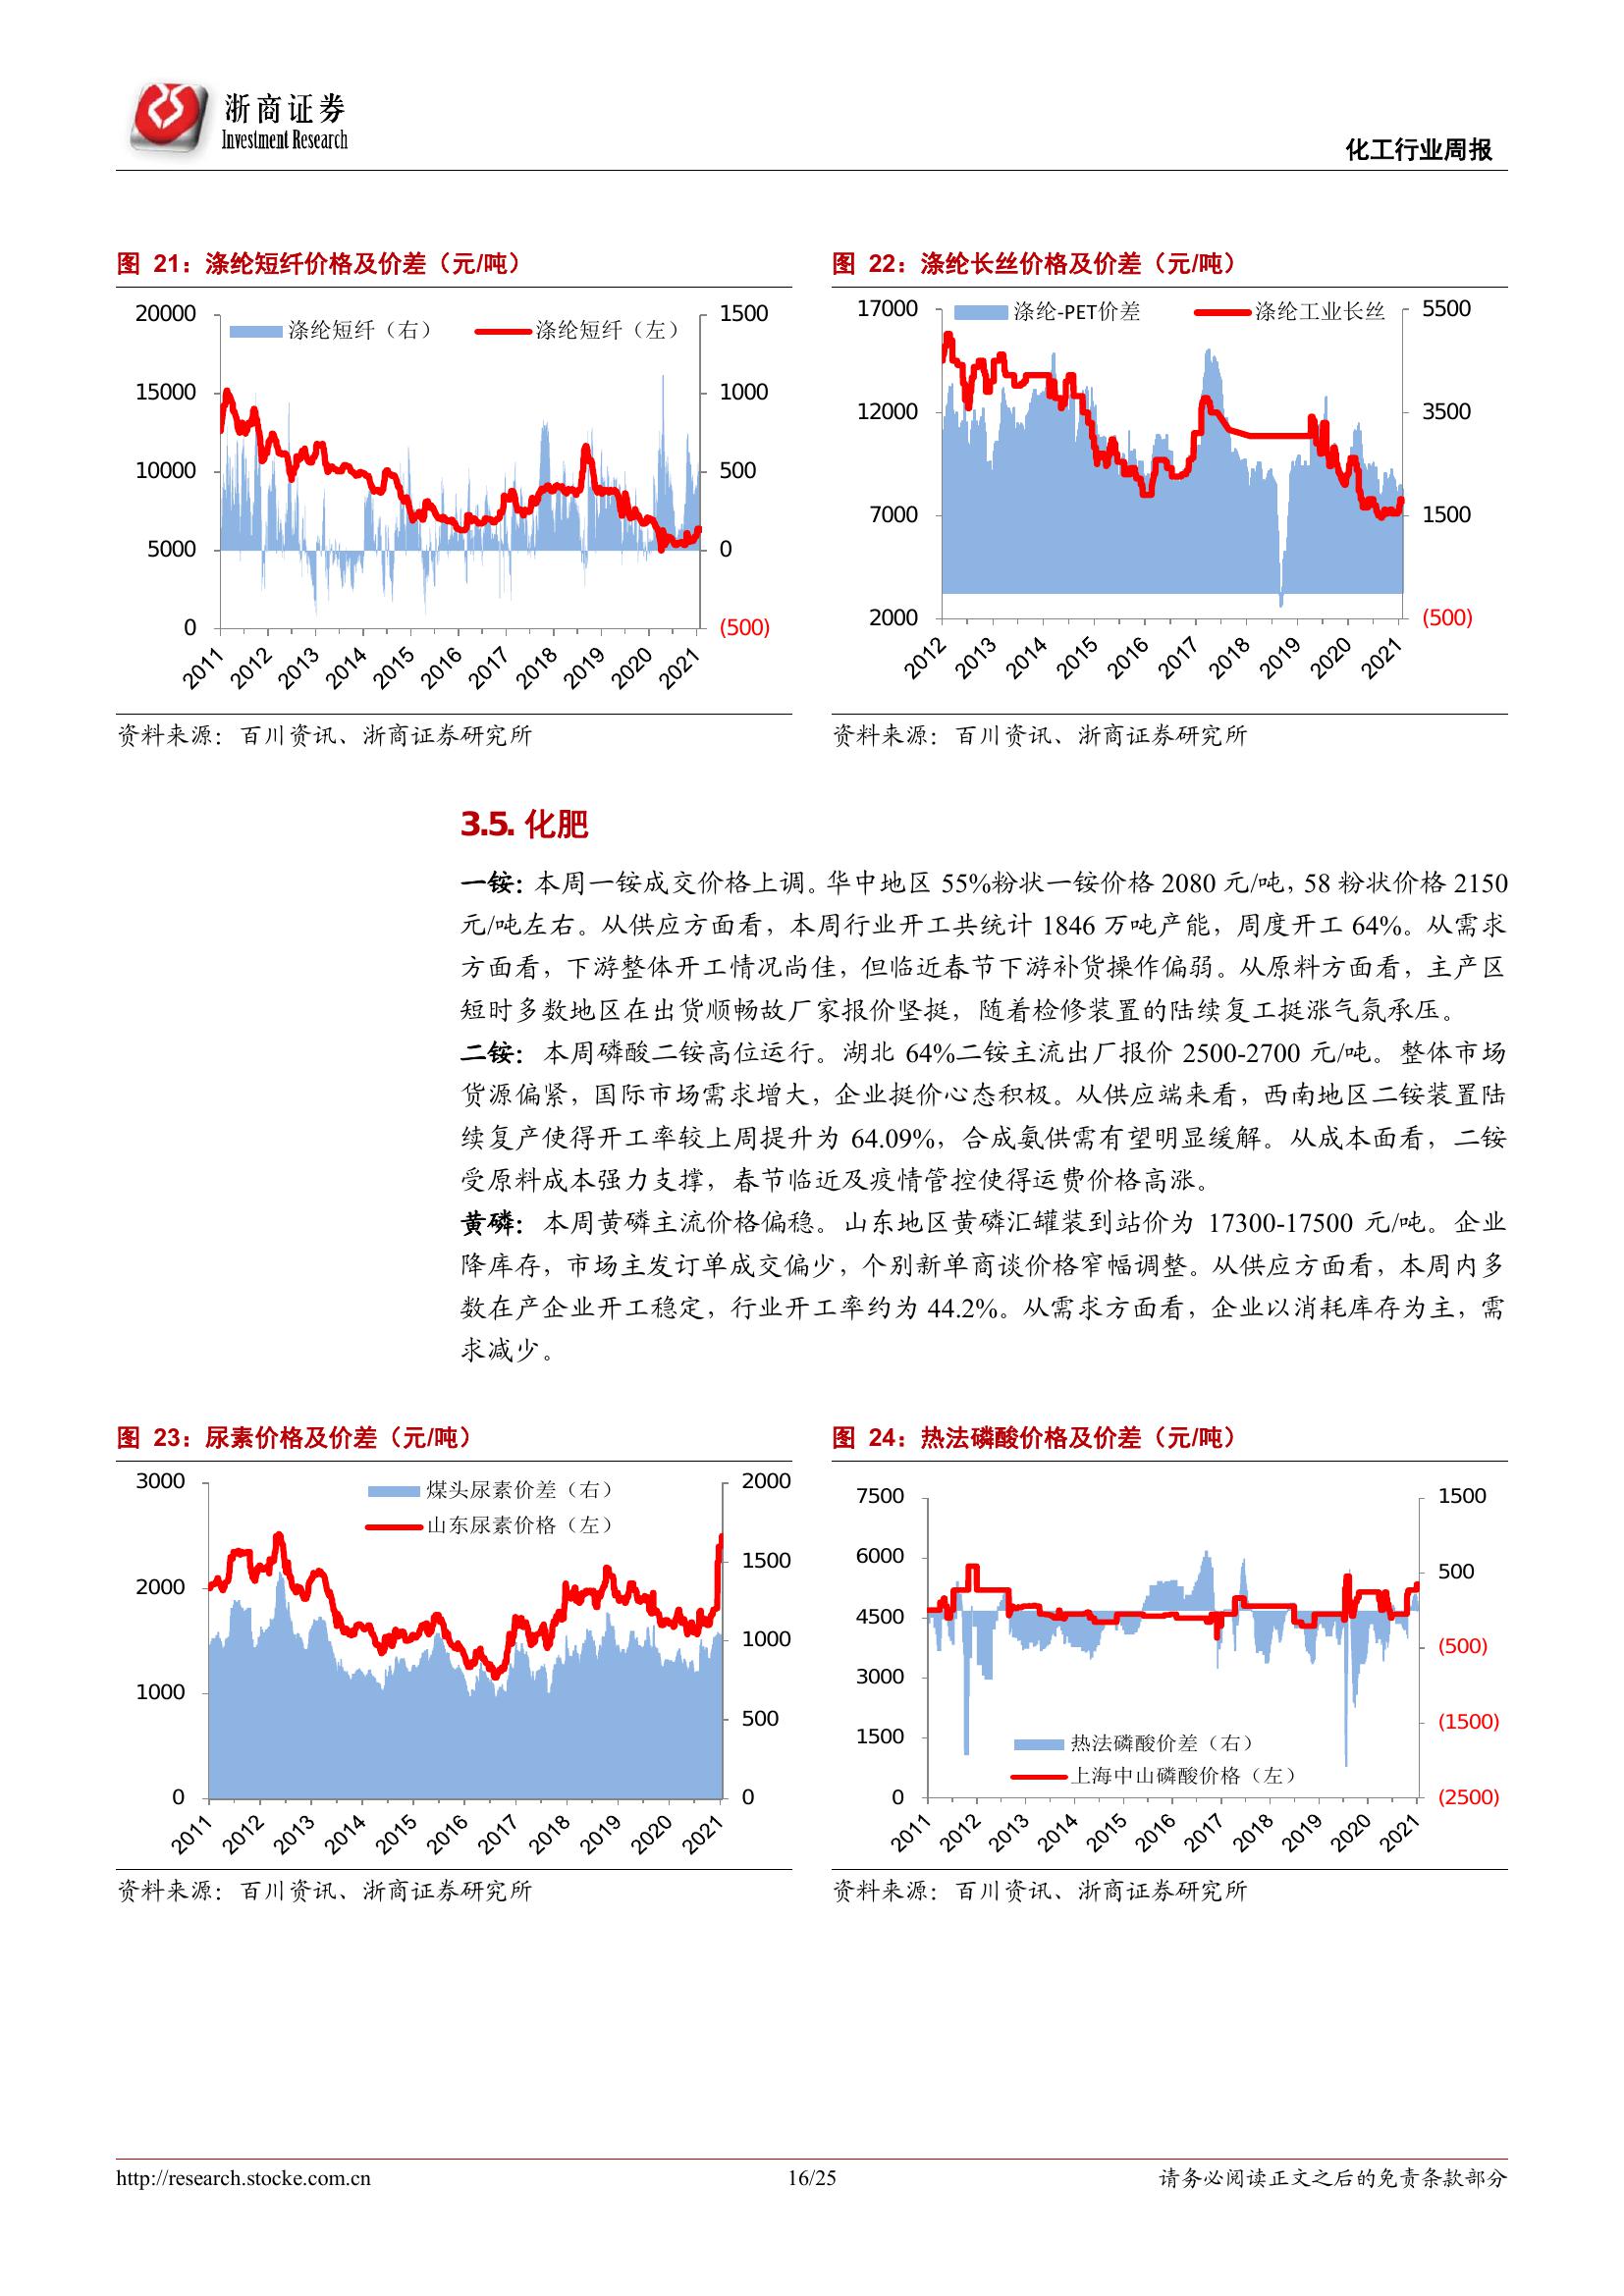 浙商证券
Investment Research
化工行业周报
图 21：涤纶短纤价格及价差（元/吨）
20000
15000
10000
5000
0
1500
1000
500
0
(500)
涤纶短纤（右）
涤纶短纤（左）
2011 2012 2013 2014 2015 2016 2017 2018 2019 2020 2021
资料来源：百川资讯、浙商证券研究所
图 22：涤纶长丝价格及价差（元/吨）
17000
12000
7000
2000
5500
3500
1500
(500)
涤纶-PET价差
涤纶工业长丝
2012 2013 2014 2015 2016 2017 2018 2019 2020 2021
资料来源：百川资讯、浙商证券研究所
3.5. 化肥
一铵：本周一铵成交价格上调。华中地区 55%粉状一铵价格 2080 元/吨，58 粉状价格 2150
元/吨左右。从供应方面看，本周行业开工共统计 1846 万吨产能，周度开工 64%。从需求
方面看，下游整体开工情况尚佳，但临近春节下游补货操作偏弱。从原料方面看，主产区
短时多数地区在出货顺畅故厂家报价坚挺，随着检修装置的陆续复工挺涨气氛承压。
二铵：本周磷酸二铵高位运行。湖北 64%二铵主流出厂报价 2500-2700 元/吨。整体市场
货源偏紧，国际市场需求增大，企业挺价心态积极。从供应端来看，西南地区二铵装置陆
续复产使得开工率较上周提升为 64.09%，合成氨供需有望明显缓解。从成本面看，二铵
受原料成本强力支撑，春节临近及疫情管控使得运费价格高涨。
黄磷：本周黄磷主流价格偏稳。山东地区黄磷汇罐装到站价为 17300-17500 元/吨。企业
降库存，市场主发订单成交偏少，个别新单商谈价格窄幅调整。从供应方面看，本周内多
数在产企业开工稳定，行业开工率约为 44.2%。从需求方面看，企业以消耗库存为主，需
求减少。
图 23：尿素价格及价差（元/吨）
3000
2000
1000
0
2000
1500
1000
500
0
煤头尿素价差（右）
山东尿素价格（左）
2011 2012 2013 2014 2015 2016 2017 2018 2019 2020 2021
资料来源：百川资讯、浙商证券研究所
图 24：热法磷酸价格及价差（元/吨）
7500
6000
4500
3000
1500
0
1500
500
(500)
(1500)
(2500)
热法磷酸价差（右）
上海中山磷酸价格（左）
2011 2012 2013 2014 2015 2016 2017 2018 2019 2020 2021
资料来源：百川资讯、浙商证券研究所
http://research.stocke.com.cn
16/25
请务必阅读正文之后的免责条款部分